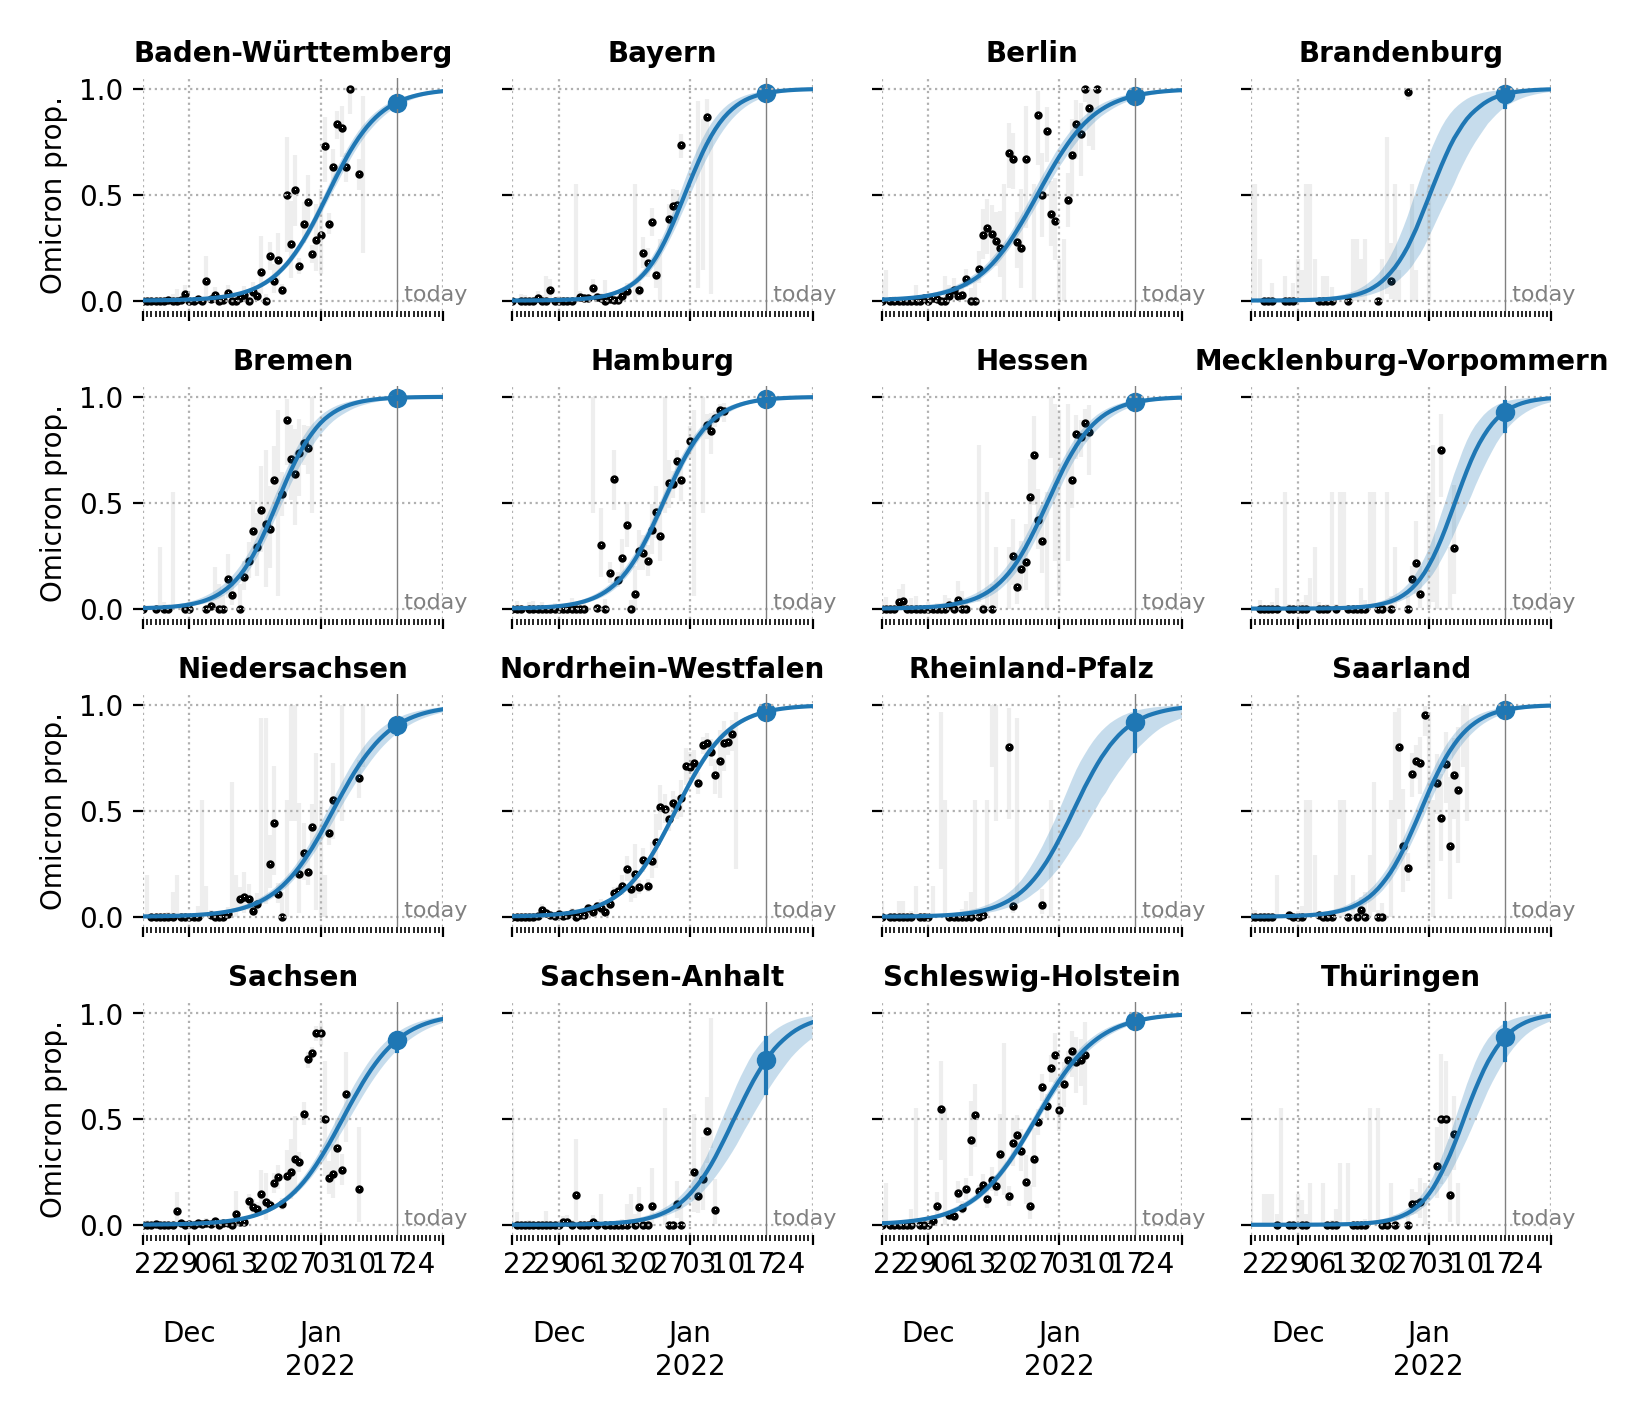 Baden-Württemberg Bayern Berlin Brandenburg
Omicron prop.
1.0
0.5
0.0
today today today today
Bremen Hamburg Hessen Mecklenburg-Vorpommern
Omicron prop.
1.0
0.5
0.0
today today today today
Niedersachsen Nordrhein-Westfalen Rheinland-Pfalz Saarland
Omicron prop.
1.0
0.5
0.0
today today today today
Sachsen Sachsen-Anhalt Schleswig-Holstein Thüringen
Omicron prop.
1.0
0.5
0.0
today today today today
22 29 06 13 20 27 03 10 17 24 22 29 06 13 20 27 03 10 17 24 22 29 06 13 20 27 03 10 17 24 22 29 06 13 20 27 03 10 17 24
Dec Jan Dec Jan Dec Jan Dec Jan
2022 2022 2022 2022